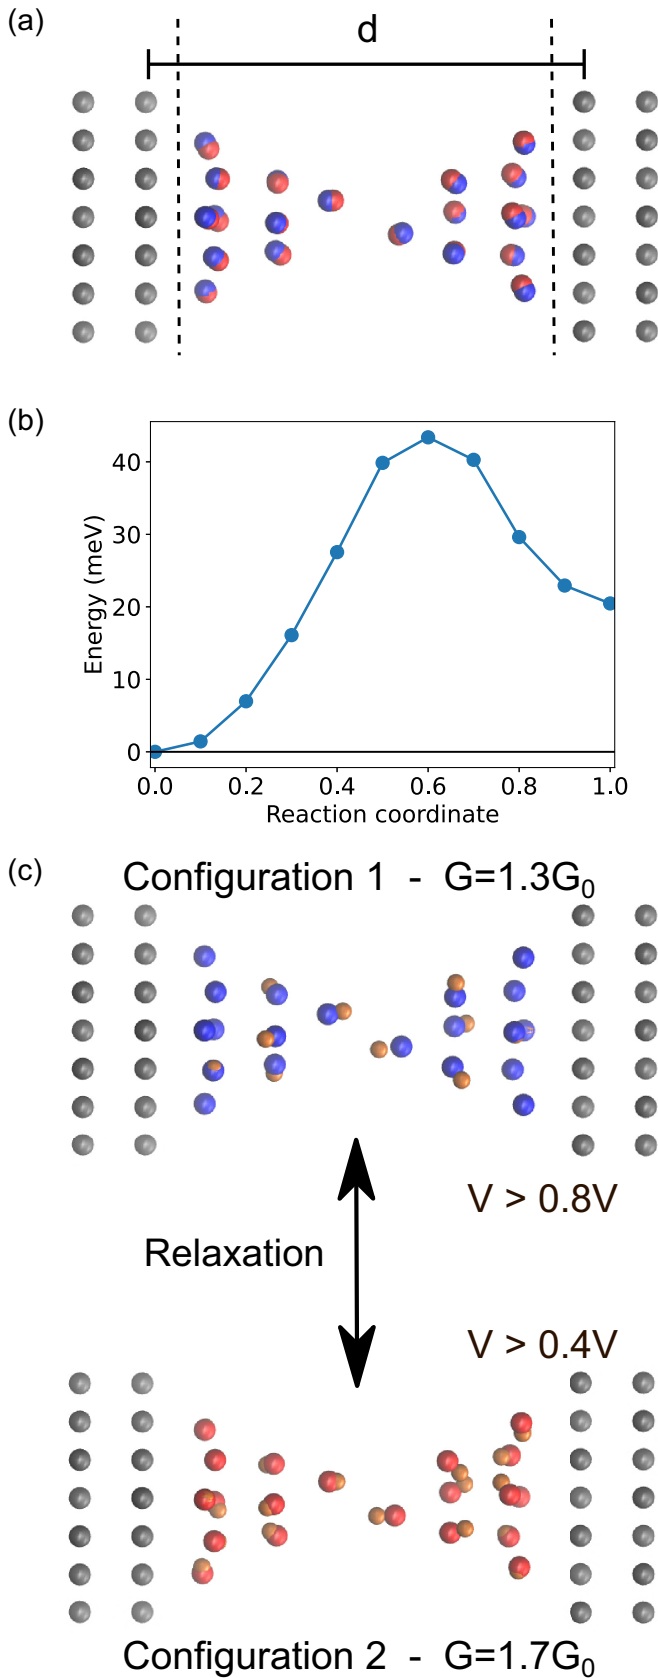 (a)
d
(b)
Energy (meV)
40
30
20
10
0
0.0 0.2 0.4 0.6 0.8 1.0
Reaction coordinate
(c)
Configuration 1 - G=1.3G₀
V > 0.8V
Relaxation
V > 0.4V
Configuration 2 - G=1.7G₀